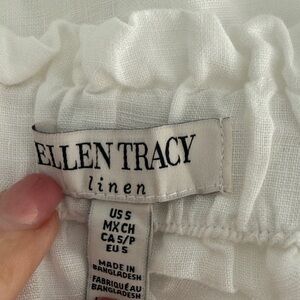 ELLEN TRACY
linen
US S
MX CH
CA S/P
EU S
MADE IN
BANGLADESH
FABRIQUÉ AU
BANGLADESH